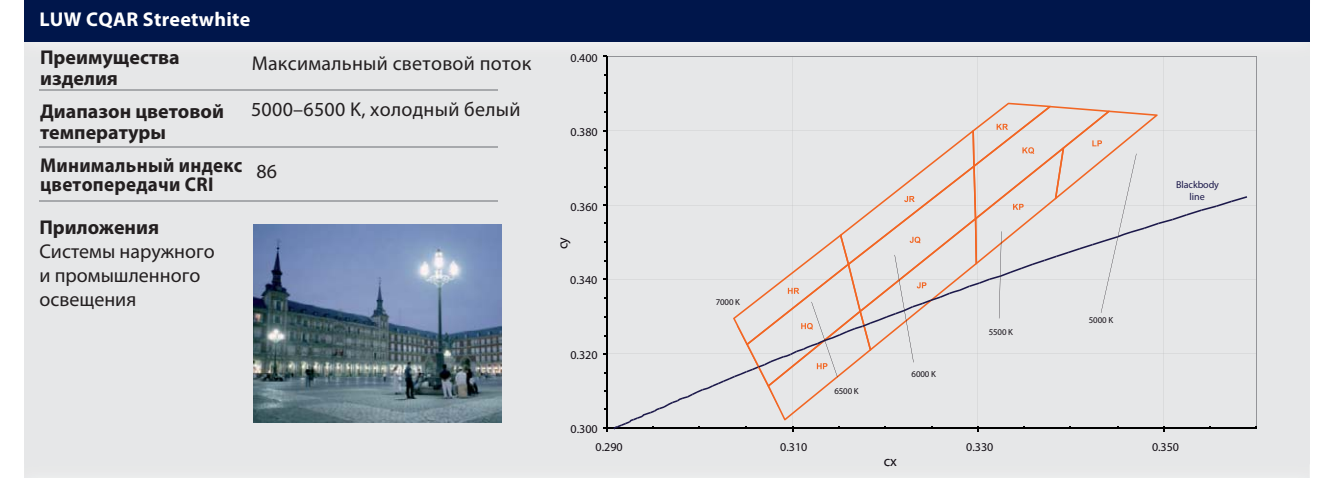 LUW CQAR Streetwhite
Преимущества
изделия
Максимальный световой поток
Диапазон цветовой
температуры
5000–6500 K, холодный белый
Минимальный индекс
цветопередачи CRI
86
Приложения
Системы наружного
и промышленного
освещения
0.400
0.380
0.360
0.340
0.320
0.300
cy
0.290
0.310
0.330
0.350
cx
KR
KQ
LP
JR
KP
JQ
JP
HR
HQ
HP
Blackbody
line
7000 K
6500 K
6000 K
5500 K
5000 K